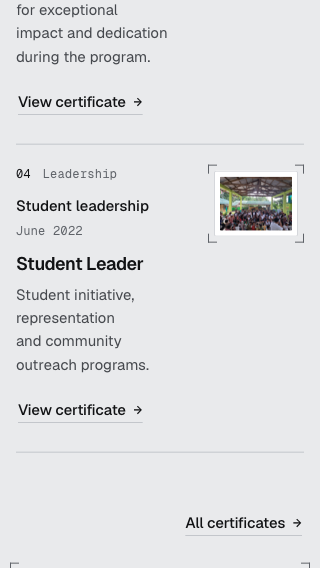 for exceptional
impact and dedication
during the program.
View certificate →
04 Leadership
Student leadership
June 2022
Student Leader
Student initiative,
representation
and community
outreach programs.
View certificate →
All certificates →